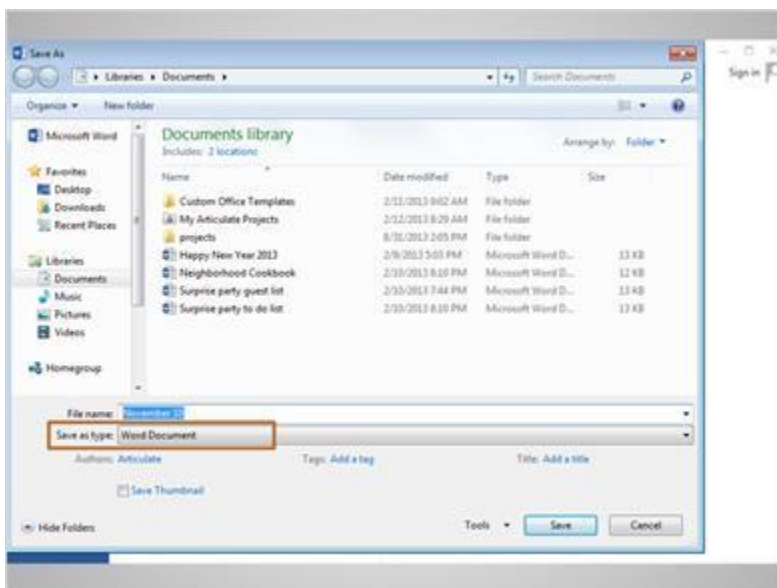 Save As
Sign in
Libraries Documents
Search Documents
Organize New folder
Microsoft Word
Documents library
Includes: 2 locations
Arrange by: Folder
Favorites
Desktop
Downloads
Recent Places
Libraries
Documents
Music
Pictures
Videos
Homegroup
Name Date modified Type Size
Custom Office Templates 2/11/2013 9:02 AM File folder
My Articulate Projects 2/12/2013 8:29 AM File folder
projects 8/31/2013 2:05 PM File folder
Happy New Year 2013 2/9/2013 5:03 PM Microsoft Word D... 13 KB
Neighborhood Cookbook 2/10/2013 8:10 PM Microsoft Word D... 12 KB
Surprise party guest list 2/10/2013 7:44 PM Microsoft Word D... 13 KB
Surprise party to do list 2/10/2013 8:10 PM Microsoft Word D... 13 KB
File name: November
Save as type: Word Document
Authors: Articulate Tags: Add a tag Title: Add a title
Save Thumbnail
Hide Folders Tools Save Cancel